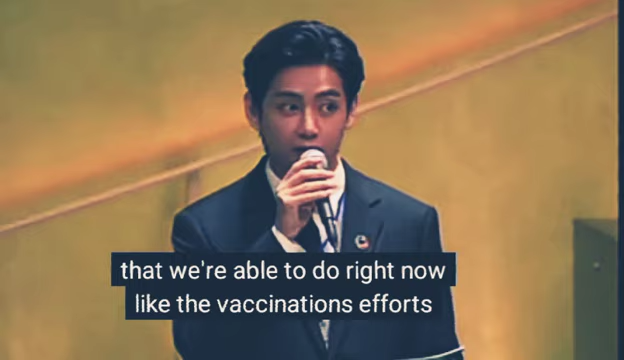 that we're able to do right now
like the vaccinations efforts